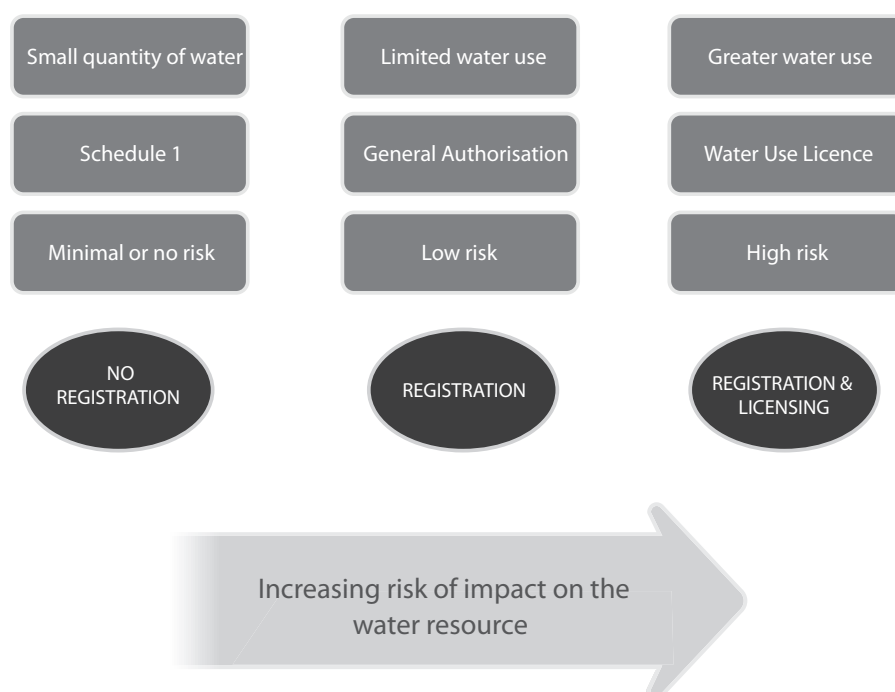 Small quantity of water
Limited water use
Greater water use
Schedule 1
General Authorisation
Water Use Licence
Minimal or no risk
Low risk
High risk
NO
REGISTRATION
REGISTRATION
REGISTRATION &
LICENSING
Increasing risk of impact on the
water resource